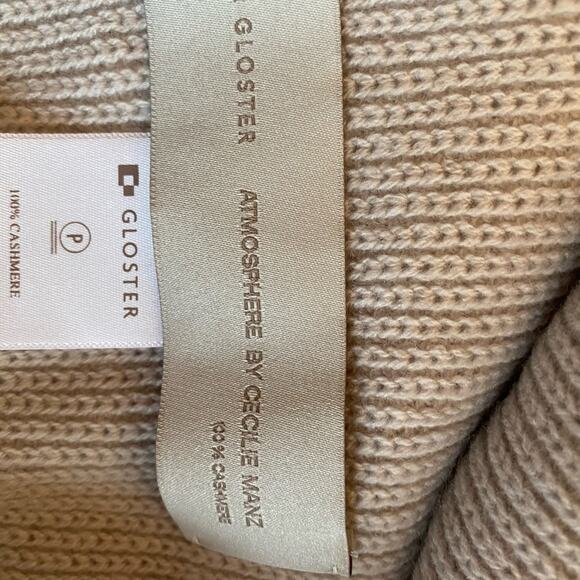 GLOSTER
P
100% CASHMERE
GLOSTER
ATMOSPHERE BY CECILIE MANZ
100% CASHMERE